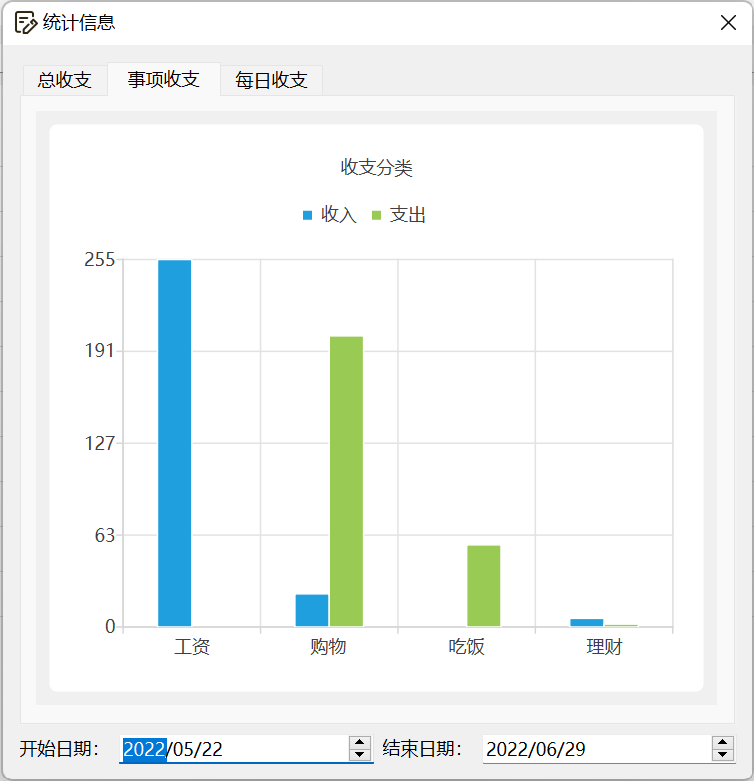 统计信息
总收支 事项收支 每日收支
收支分类
收入 支出
255
191
127
63
0
工资 购物 吃饭 理财
开始日期： 2022/05/22 结束日期： 2022/06/29